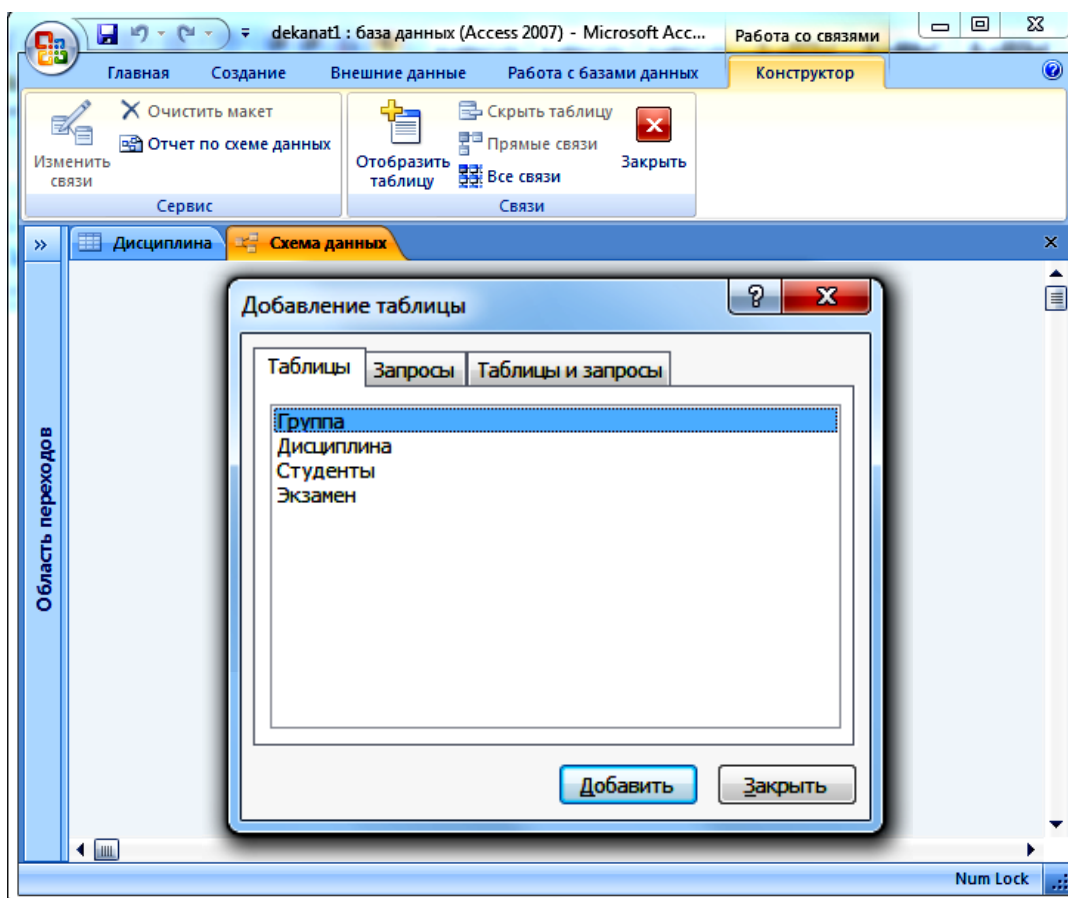 dekanat1 : база данных (Access 2007) - Microsoft Acc...
Работа со связями
Главная Создание Внешние данные Работа с базами данных Конструктор
Изменить связи
Очистить макет
Отчет по схеме данных
Сервис
Отобразить таблицу
Скрыть таблицу
Прямые связи
Все связи
Закрыть
Связи
» Дисциплина Схема данных
Область переходов
Добавление таблицы
Таблицы Запросы Таблицы и запросы
Группа
Дисциплина
Студенты
Экзамен
Добавить Закрыть
Num Lock